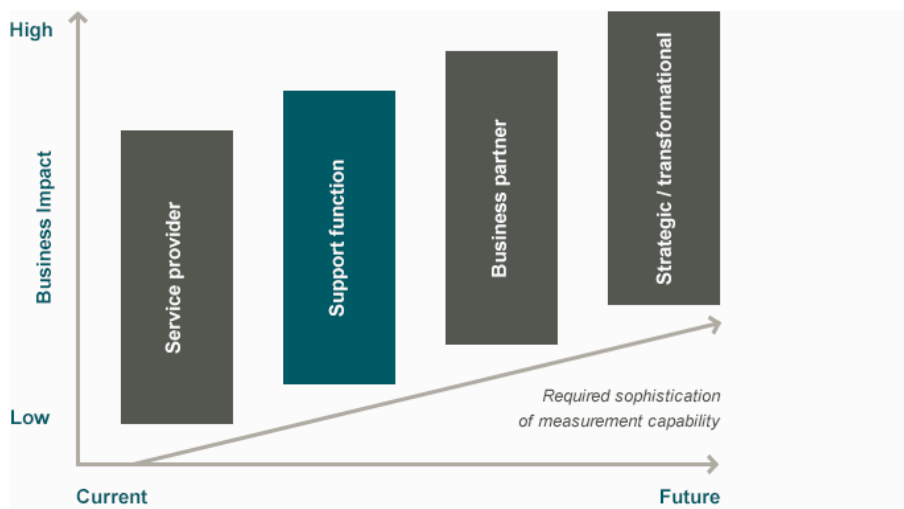 High
Business Impact
Low
Service provider
Support function
Business partner
Strategic / transformational
Required sophistication
of measurement capability
Current
Future